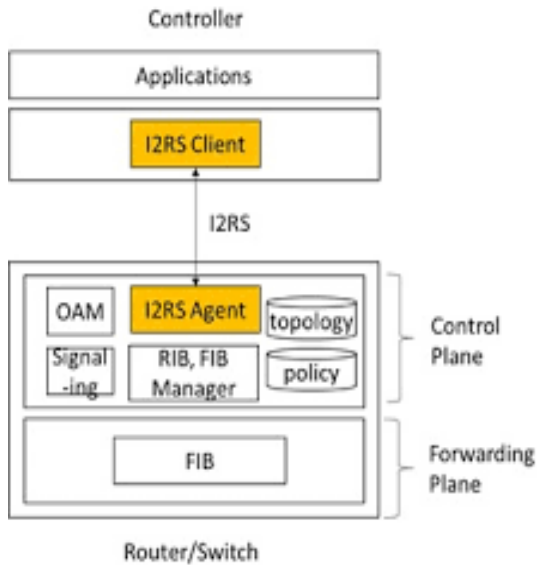 Controller
Applications
I2RS Client
I2RS
OAM
I2RS Agent
topology
Signal
-ing
RIB, FIB
Manager
policy
Control
Plane
FIB
Forwarding
Plane
Router/Switch